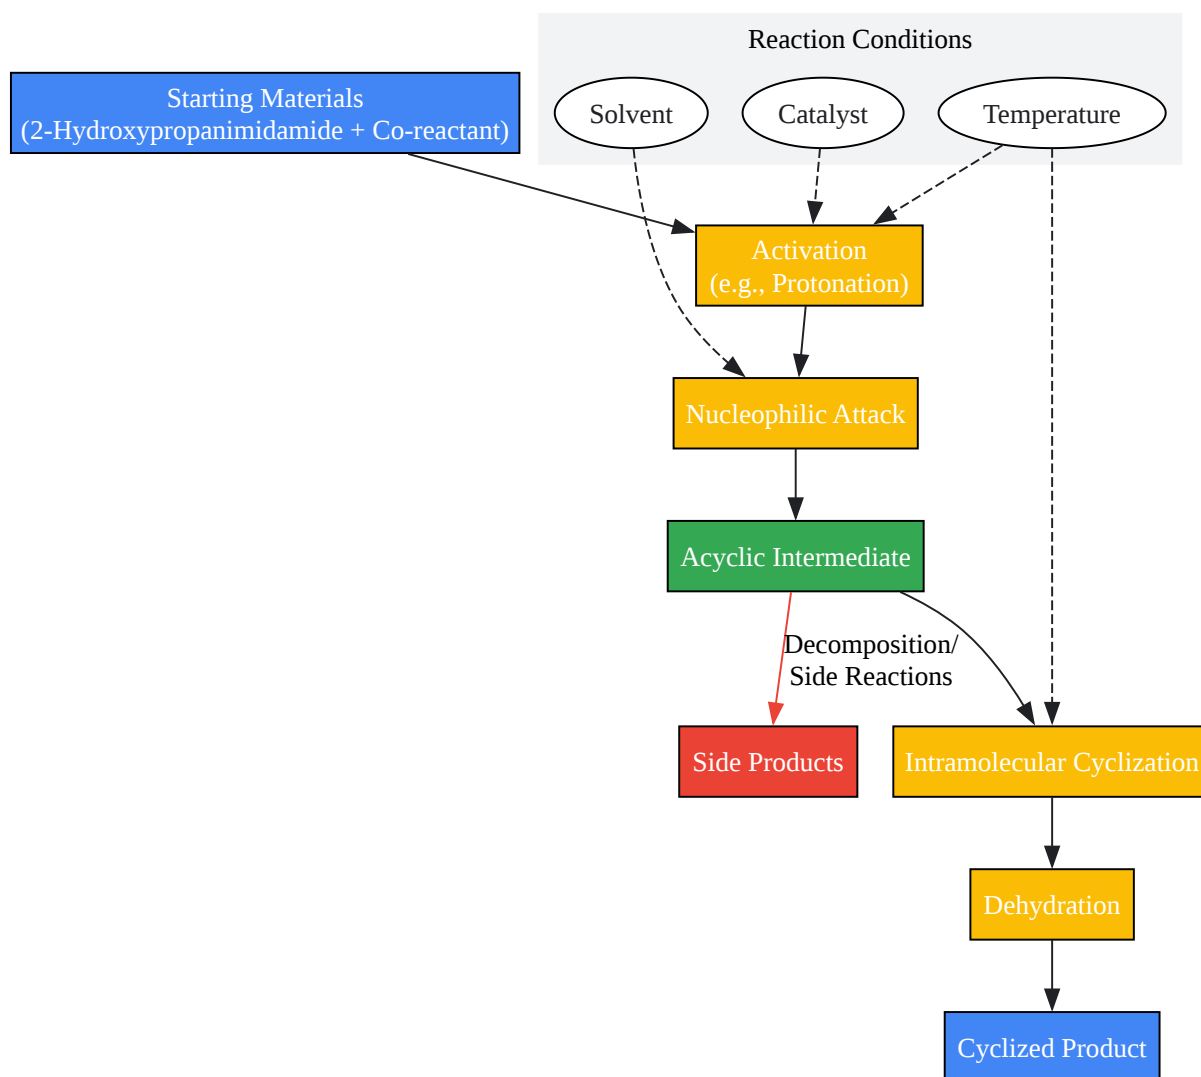 Reaction Conditions
Starting Materials
(2-Hydroxypropanimidamide + Co-reactant)
Solvent
Catalyst
Temperature
Activation
(e.g., Protonation)
Nucleophilic Attack
Acyclic Intermediate
Decomposition/
Side Reactions
Side Products
Intramolecular Cyclization
Dehydration
Cyclized Product